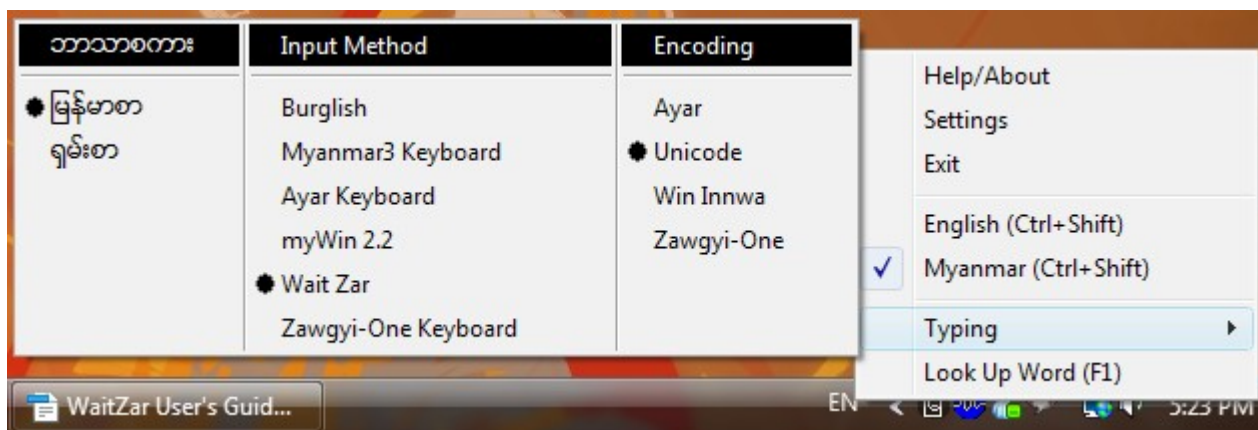 ဘာသာစကား
မြန်မာစာ
ရှမ်းစာ
Input Method
Burglish
Myanmar3 Keyboard
Ayar Keyboard
myWin 2.2
Wait Zar
Zawgyi-One Keyboard
Encoding
Ayar
Unicode
Win Innwa
Zawgyi-One
Help/About
Settings
Exit
English (Ctrl+Shift)
Myanmar (Ctrl+Shift)
Typing
Look Up Word (F1)
WaitZar User's Guid...
EN
5:23 PM